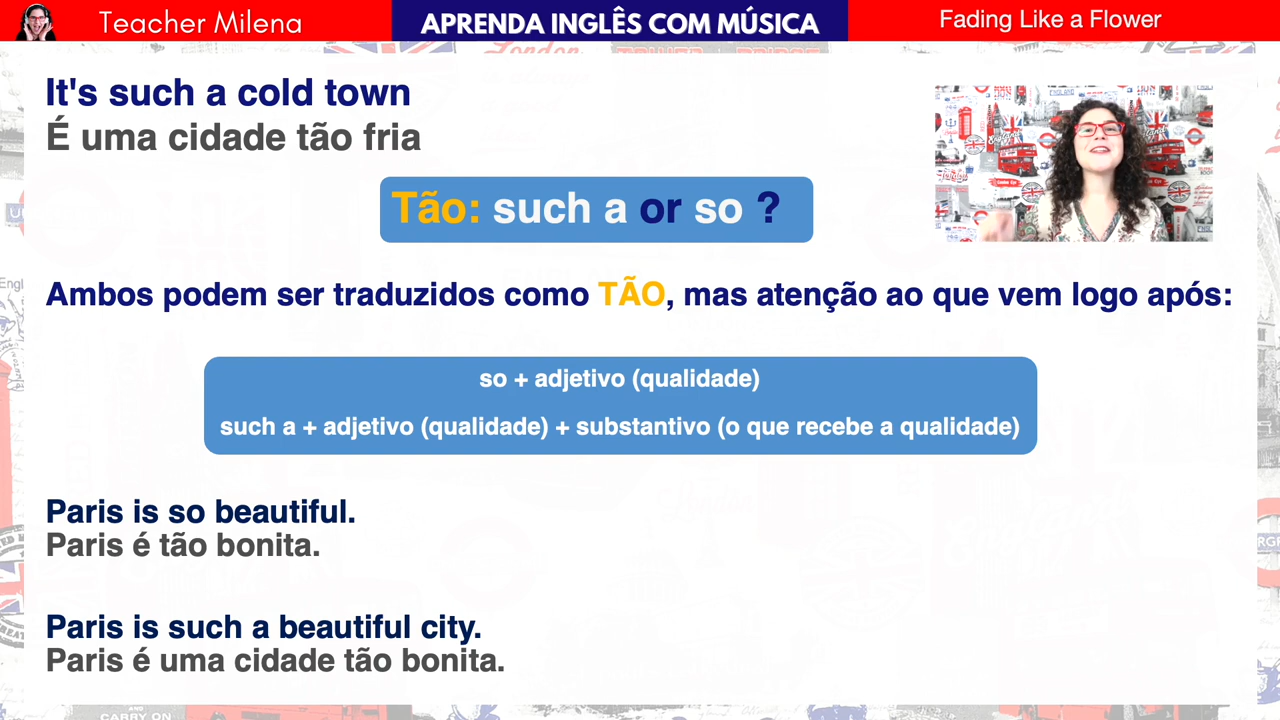 Teacher Milena
APRENDA INGLÊS COM MÚSICA
Fading Like a Flower
It's such a cold town
É uma cidade tão fria
Tão: such a or so ?
Ambos podem ser traduzidos como TÃO, mas atenção ao que vem logo após:
so + adjetivo (qualidade)
such a + adjetivo (qualidade) + substantivo (o que recebe a qualidade)
Paris is so beautiful.
Paris é tão bonita.
Paris is such a beautiful city.
Paris é uma cidade tão bonita.
London
CARRY ON